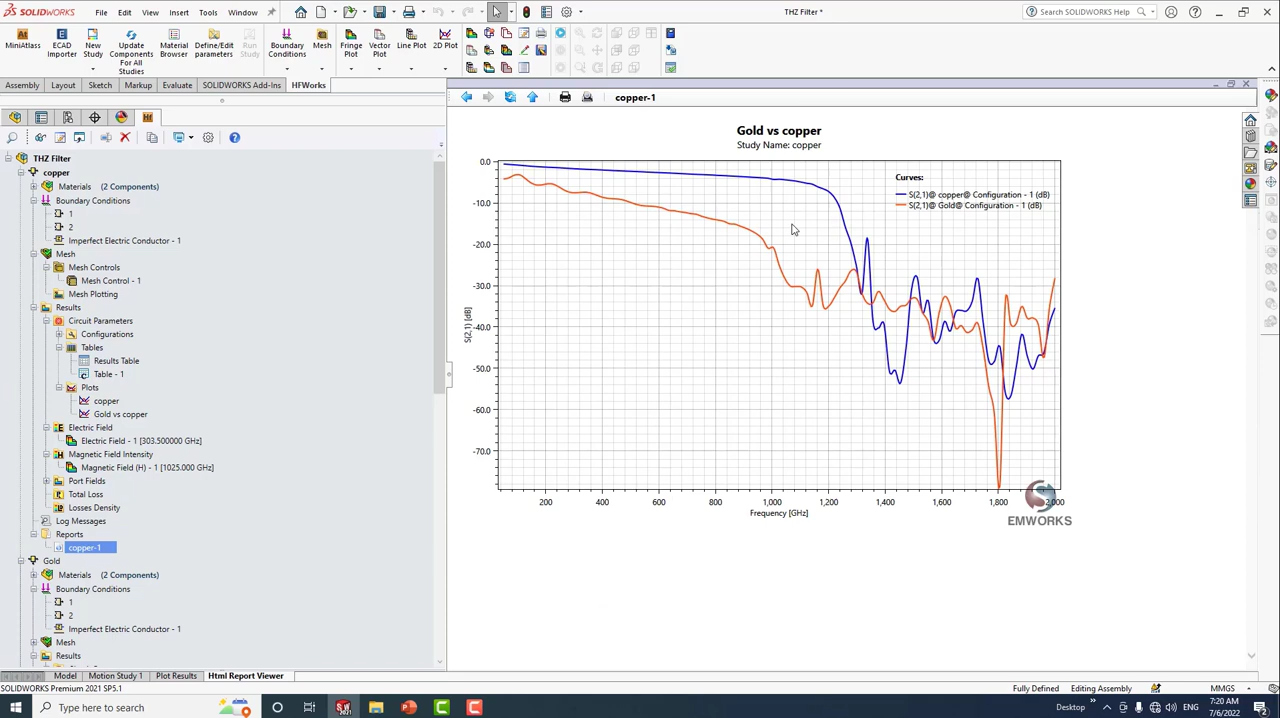 SOLIDWORKS
File
Edit
View
Insert
Tools
Window
THZ Filter *
Search SOLIDWORKS Help
MiniAtlass
ECAD Importer
New Study
Update Components For All Studies
Material Browser
Define/Edit parameters
Run Study
Boundary Conditions
Mesh
Fringe Plot
Vector Plot
Line Plot
2D Plot
Assembly
Layout
Sketch
Markup
Evaluate
SOLIDWORKS Add-Ins
HFWorks
copper-1
THZ Filter
copper
Materials (2 Components)
Boundary Conditions
1
2
Imperfect Electric Conductor - 1
Mesh
Mesh Controls
Mesh Control - 1
Mesh Plotting
Results
Circuit Parameters
Configurations
Tables
Results Table
Table - 1
Plots
copper
Gold vs copper
Electric Field
Electric Field - 1 [303.500000 GHz]
Magnetic Field Intensity
Magnetic Field (H) - 1 [1025.000 GHz]
Port Fields
Total Loss
Losses Density
Log Messages
Reports
copper-1
Gold
Materials (2 Components)
Boundary Conditions
1
2
Imperfect Electric Conductor - 1
Mesh
Results
Gold vs copper
Study Name: copper
Curves:
S(2,1)@ copper@ Configuration - 1 (dB)
S(2,1)@ Gold@ Configuration - 1 (dB)
S(2,1) [dB]
0.0
-10.0
-20.0
-30.0
-40.0
-50.0
-60.0
-70.0
200
400
600
800
1,000
1,200
1,400
1,600
1,800
2,000
Frequency [GHz]
EMWORKS
Model
Motion Study 1
Plot Results
Html Report Viewer
SOLIDWORKS Premium 2021 SP5.1
Fully Defined
Editing Assembly
MMGS
Type here to search
Desktop
ENG
7:20 AM
7/6/2022